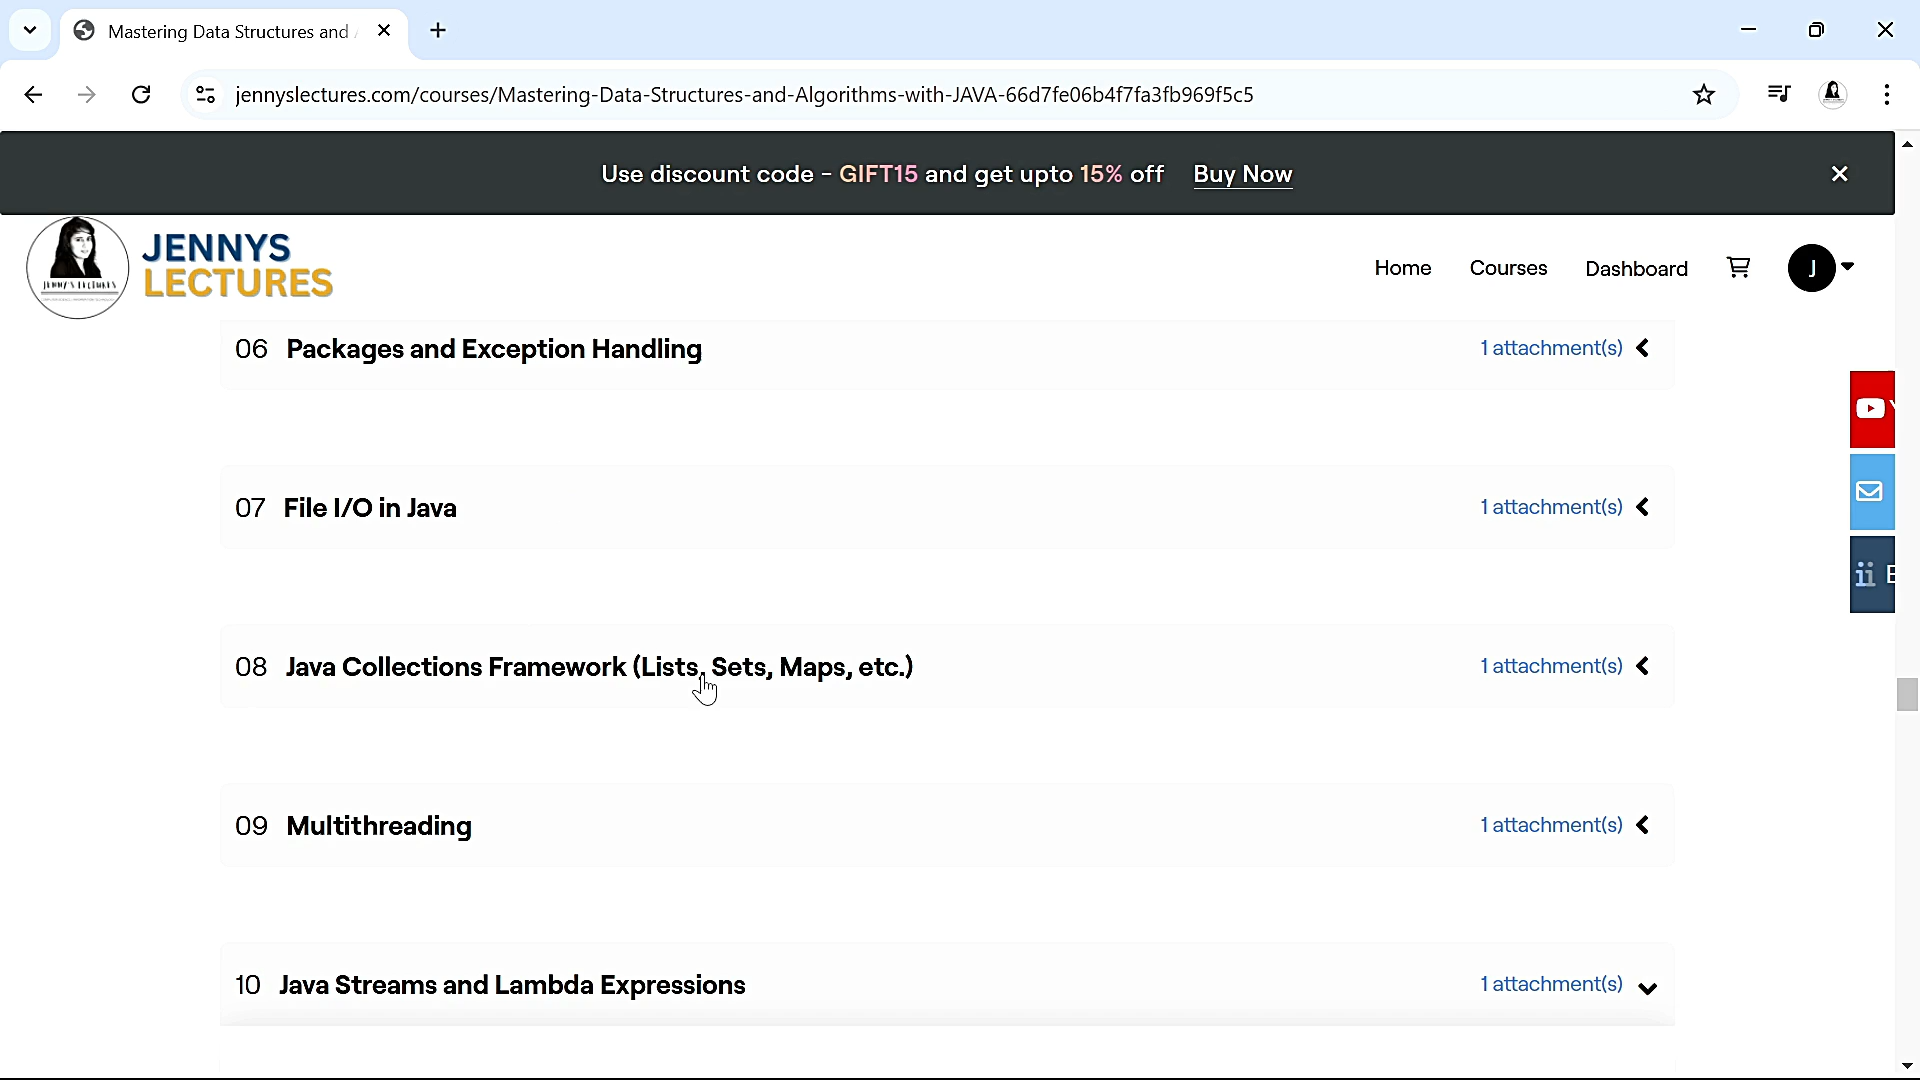 Mastering Data Structures and
jennyslectures.com/courses/Mastering-Data-Structures-and-Algorithms-with-JAVA-66d7fe06b4f7fa3fb969f5c5
Use discount code - GIFT15 and get upto 15% off Buy Now
JENNYS
LECTURES
JENNY'S LECTURES
Home Courses Dashboard J
06 Packages and Exception Handling 1 attachment(s)
07 File I/O in Java 1 attachment(s)
08 Java Collections Framework (Lists, Sets, Maps, etc.) 1 attachment(s)
09 Multithreading 1 attachment(s)
10 Java Streams and Lambda Expressions 1 attachment(s)